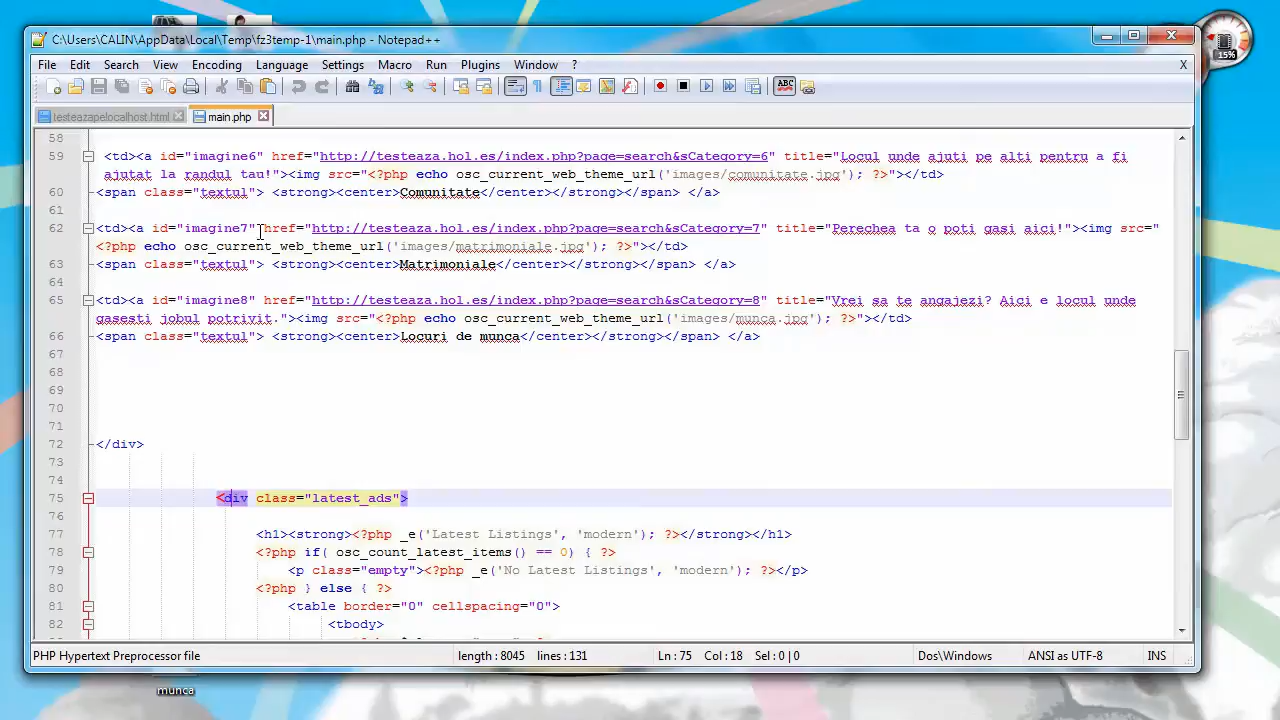 C:\Users\CALIN\AppData\Local\Temp\fz3temp-1\main.php - Notepad++
15%
File Edit Search View Encoding Language Settings Macro Run Plugins Window ? X
ABC
testeazapelocalhost.html main.php
58
59 <td><a id="imagine6" href="http://testeaza.hol.es/index.php?page=search&sCategory=6" title="Locul unde ajuti pe alti pentru a fi
ajutat la randul tau!"><img src="<?php echo osc_current_web_theme_url('images/comunitate.jpg'); ?>"></td>
60 <span class="textul"> <strong><center>Comunitate</center></strong></span> </a>
61
62 <td><a id="imagine7" href="http://testeaza.hol.es/index.php?page=search&sCategory=7" title="Perechea ta o poti gasi aici!"><img src="
<?php echo osc_current_web_theme_url('images/matrimoniale.jpg'); ?>"></td>
63 <span class="textul"> <strong><center>Matrimoniale</center></strong></span> </a>
64
65 <td><a id="imagine8" href="http://testeaza.hol.es/index.php?page=search&sCategory=8" title="Vrei sa te angajezi? Aici e locul unde
gasesti jobul potrivit."><img src="<?php echo osc_current_web_theme_url('images/munca.jpg'); ?>"></td>
66 <span class="textul"> <strong><center>Locuri de munca</center></strong></span> </a>
67
68
69
70
71
72 </div>
73
74
75 <div class="latest_ads">
76
77 <h1><strong><?php _e('Latest Listings', 'modern'); ?></strong></h1>
78 <?php if( osc_count_latest_items() == 0) { ?>
79 <p class="empty"><?php _e('No Latest Listings', 'modern'); ?></p>
80 <?php } else { ?>
81 <table border="0" cellspacing="0">
82 <tbody>
PHP Hypertext Preprocessor file length : 8045 lines : 131 Ln : 75 Col : 18 Sel : 0 | 0 Dos\Windows ANSI as UTF-8 INS
munca